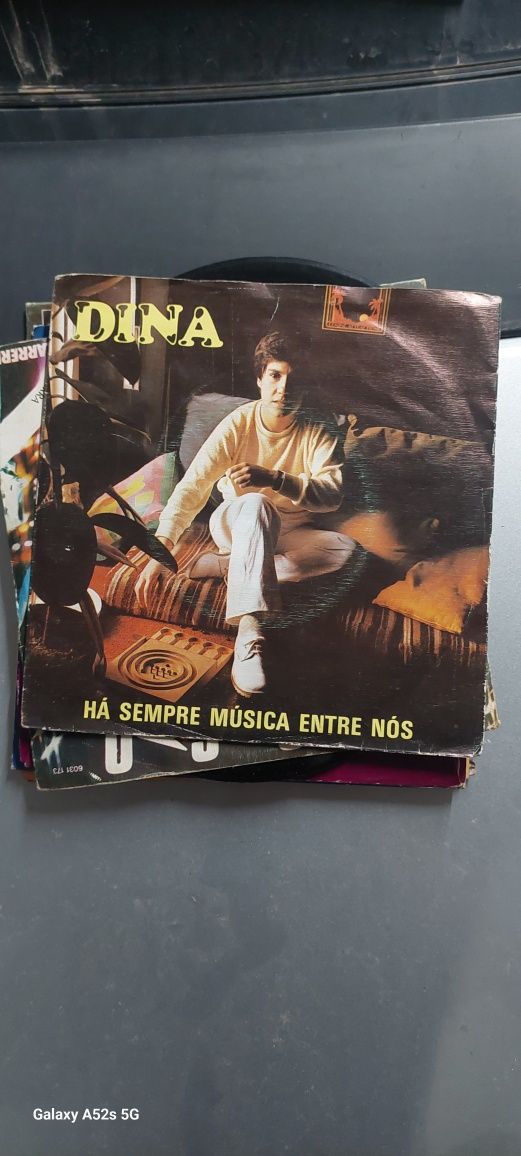 DINA
HÁ SEMPRE MÚSICA ENTRE NÓS
6031 173
Galaxy A52s 5G